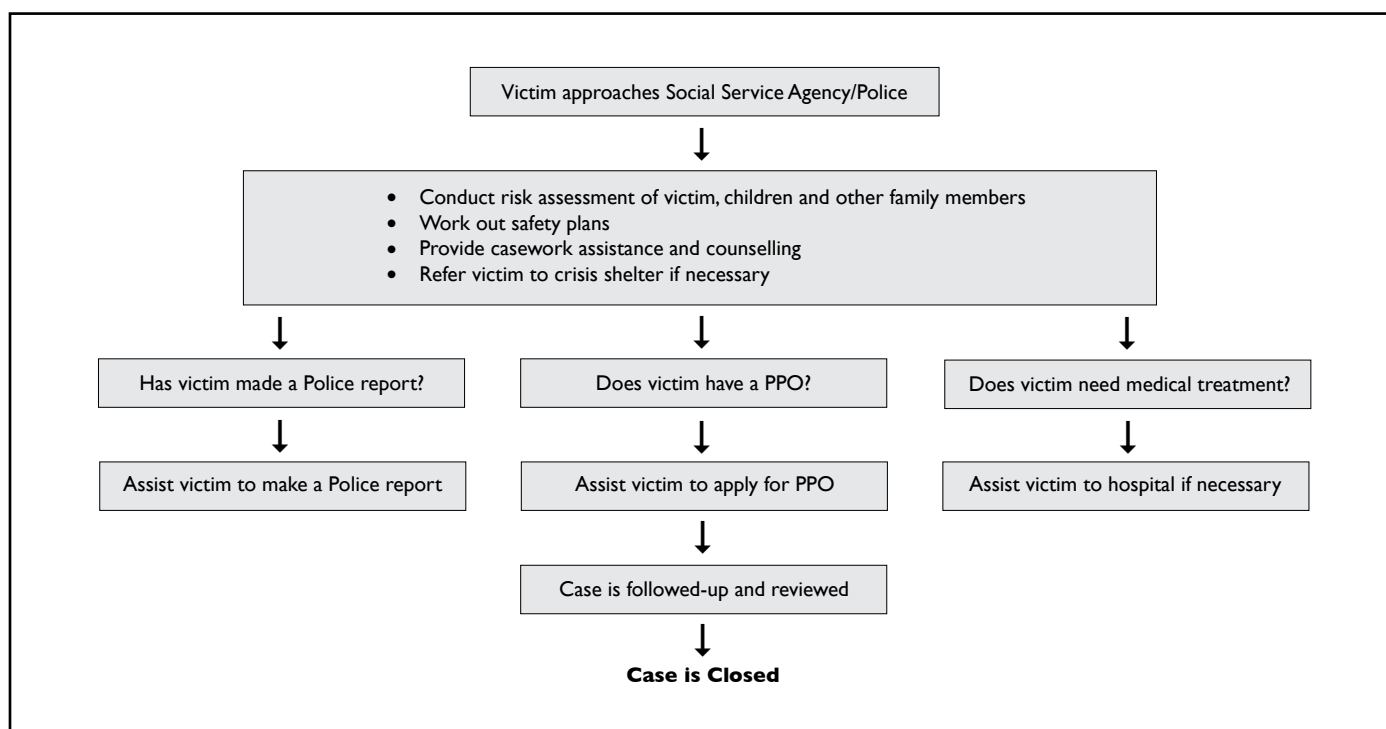 Victim approaches Social Service Agency/Police
• Conduct risk assessment of victim, children and other family members
• Work out safety plans
• Provide casework assistance and counselling
• Refer victim to crisis shelter if necessary
Has victim made a Police report?
Does victim have a PPO?
Does victim need medical treatment?
Assist victim to make a Police report
Assist victim to apply for PPO
Assist victim to hospital if necessary
Case is followed-up and reviewed
Case is Closed